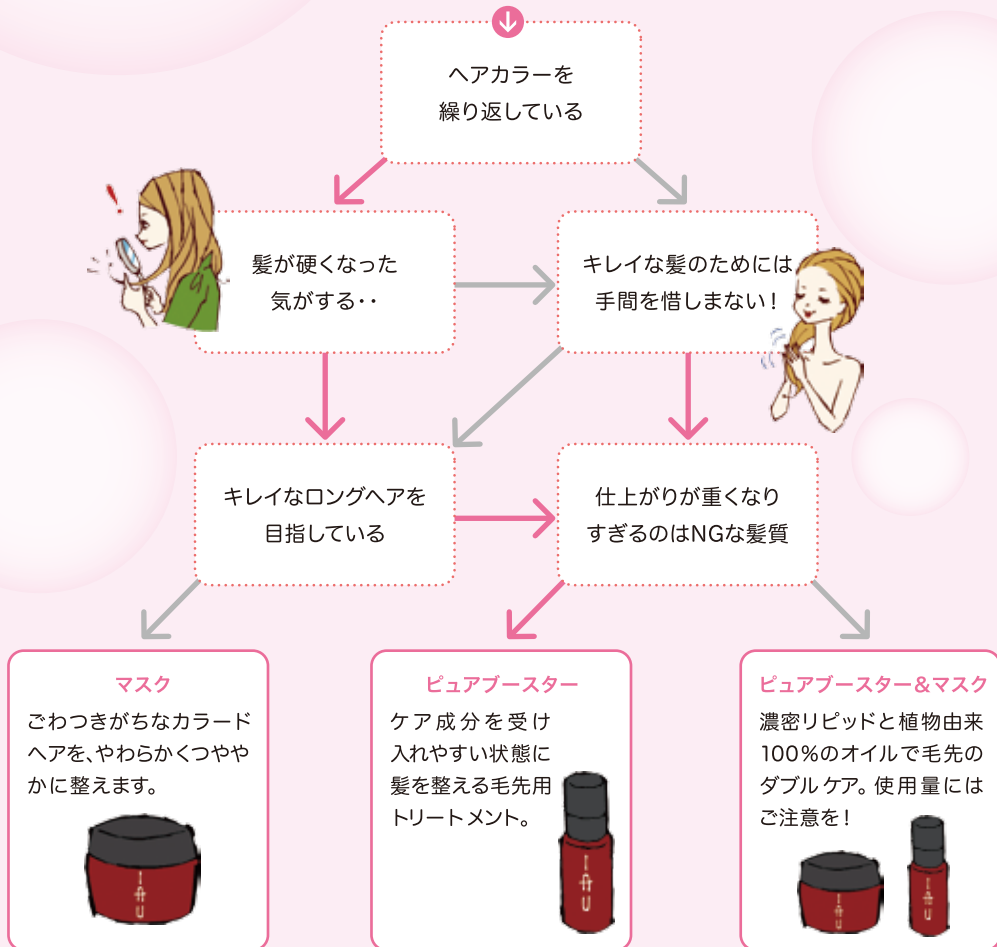 ヘアカラーを
繰り返している
髪が硬くなった
気がする・・
キレイな髪のためには
手間を惜しまない！
キレイなロングヘアを
目指している
仕上がりが重くなり
すぎるのはNGな髪質
マスク
ごわつきがちなカラード
ヘアを、やわらかくつやや
かに整えます。
IAU
ピュアブースター
ケア成分を受け
入れやすい状態に
髪を整える毛先用
トリートメント。
IAU
ピュアブースター&マスク
濃密リピッドと植物由来
100%のオイルで毛先の
ダブルケア。使用量には
ご注意を！
IAU
IAU